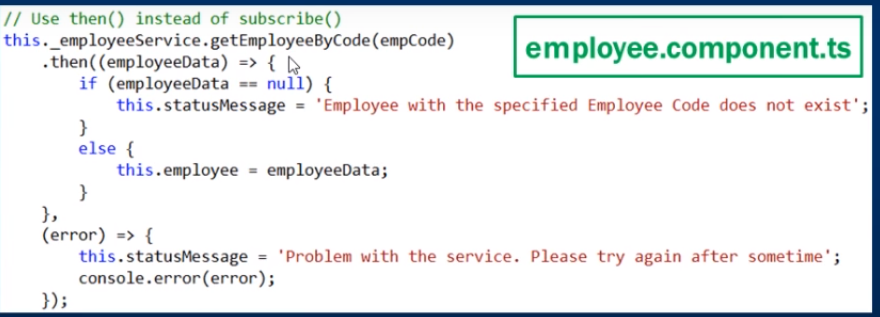 // Use then() instead of subscribe()
this._employeeService.getEmployeeByCode(empCode)
employee.component.ts
    .then((employeeData) => {
        if (employeeData == null) {
            this.statusMessage = 'Employee with the specified Employee Code does not exist';
        }
        else {
            this.employee = employeeData;
        }
    },
    (error) => {
        this.statusMessage = 'Problem with the service. Please try again after sometime';
        console.error(error);
    });